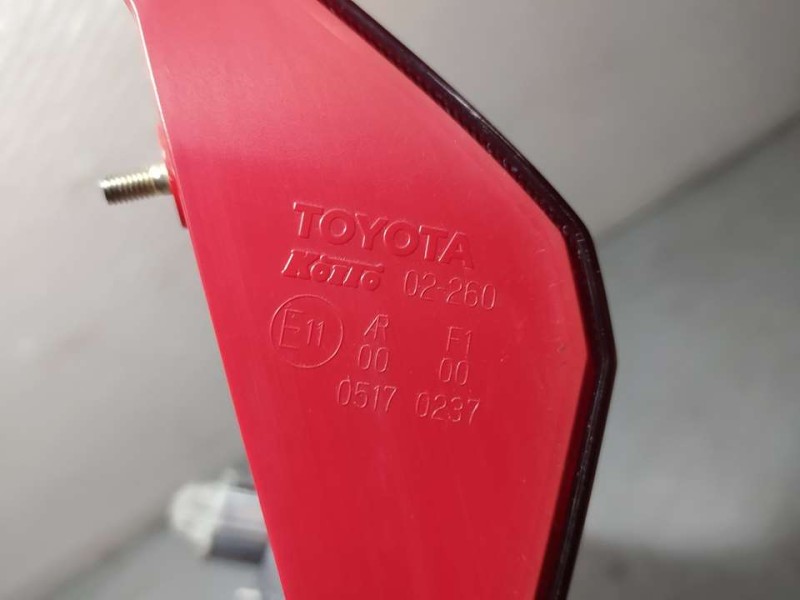 TOYOTA
KOITO 02-260
E11 AR F1
00 00
0517 0237